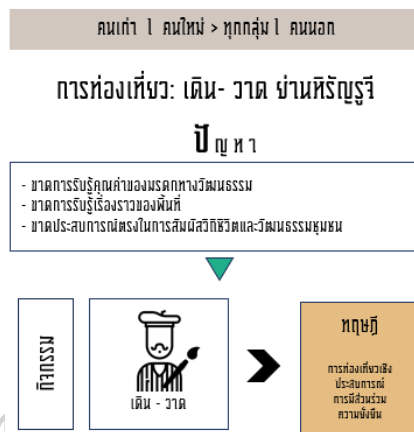 คนเก่า l คนใหม่ > ทุกกลุ่ม l คนนอก
การท่องเที่ยว: เดิน- วาด ย่านหิรัญรูจี
ปัญหา
- ขาดการรับรู้คุณค่าของมรดกทางวัฒนธรรม
- ขาดการรับรู้เรื่องราวของพื้นที่
- ขาดประสบการณ์ตรงในการสัมผัสวิถีชีวิตและวัฒนธรรมชุมชน
กิจกรรม
เดิน - วาด
ทฤษฎี
การท่องเที่ยวเชิง
ประสบการณ์
การมีส่วนร่วม
ความยั่งยืน